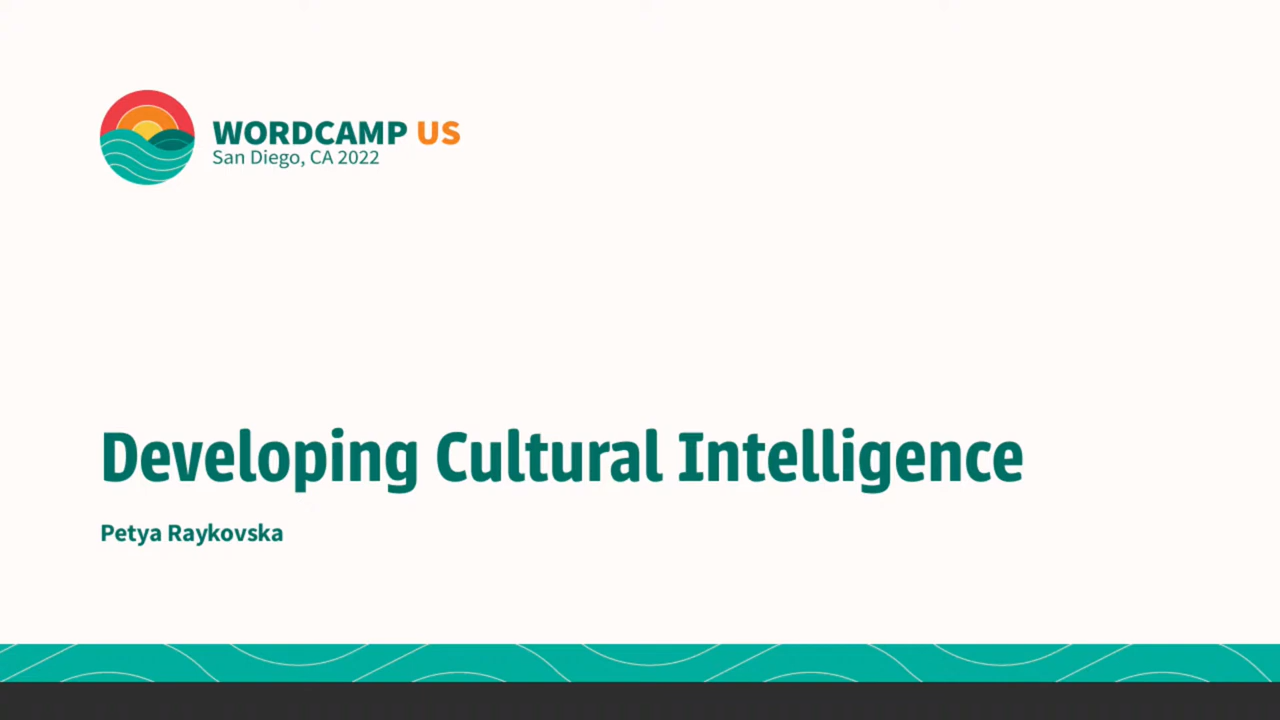 WORDCAMP US
San Diego, CA 2022
Developing Cultural Intelligence
Petya Raykovska